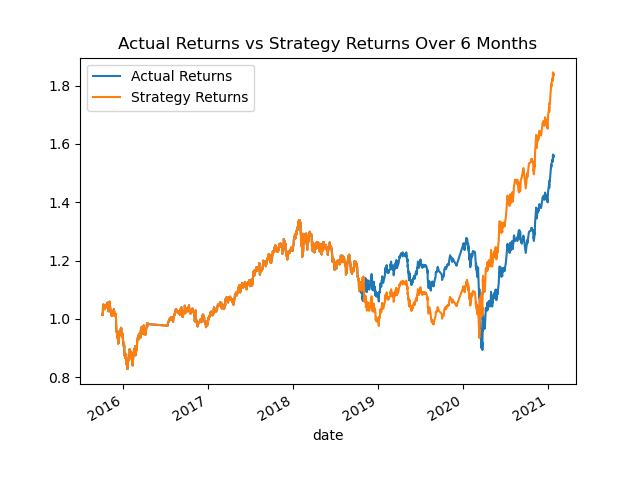 Actual Returns vs Strategy Returns Over 6 Months
Actual Returns
Strategy Returns
1.8
1.6
1.4
1.2
1.0
0.8
2016 2017 2018 2019 2020 2021
date